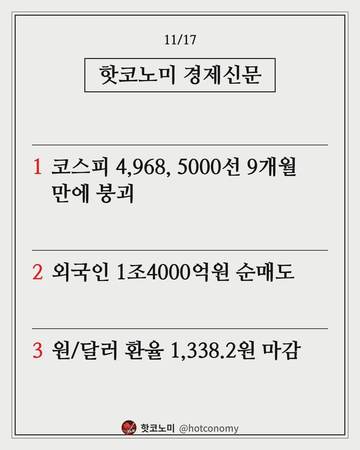 11/17
핫코노미 경제신문
1 코스피 4,968, 5000선 9개월
만에 붕괴
2 외국인 1조4000억원 순매도
3 원/달러 환율 1,338.2원 마감
핫코노미 @hotconomy